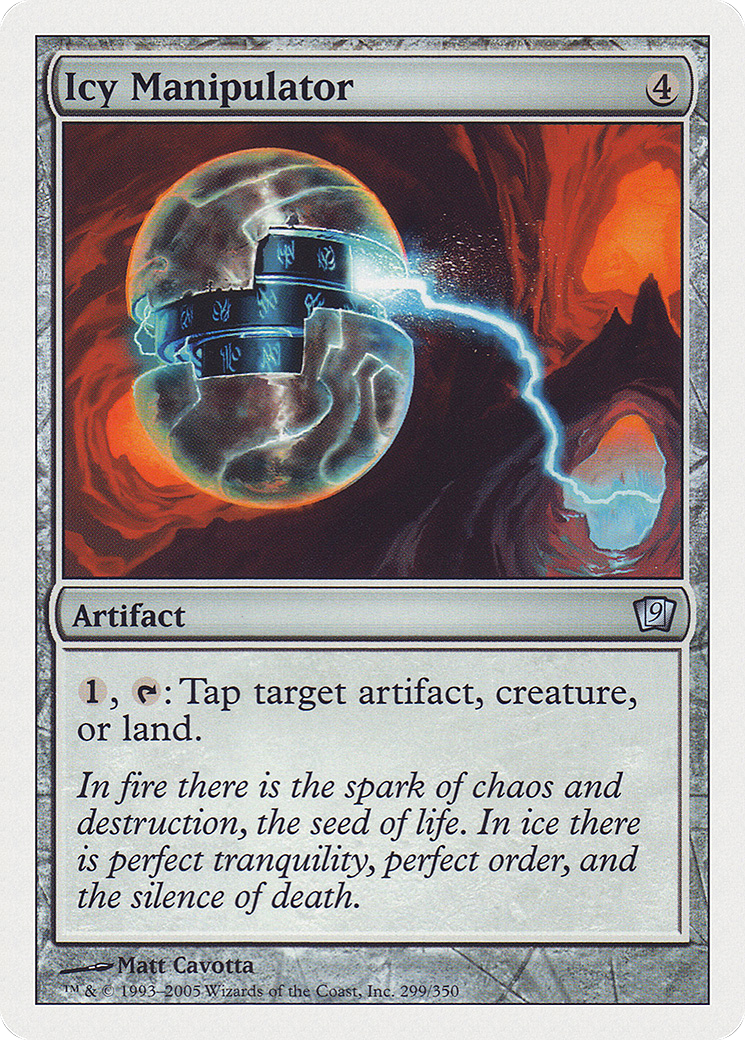 Icy Manipulator 4
Artifact 9
1, : Tap target artifact, creature,
or land.
In fire there is the spark of chaos and
destruction, the seed of life. In ice there
is perfect tranquility, perfect order, and
the silence of death.
Matt Cavotta
™ & © 1993–2005 Wizards of the Coast, Inc. 299/350